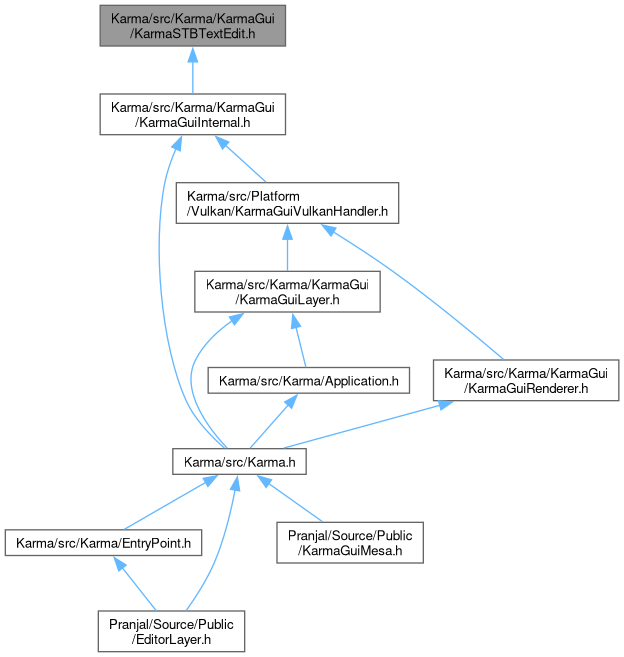 Karma/src/Karma/KarmaGui
/KarmaSTBTextEdit.h
Karma/src/Karma/KarmaGui
/KarmaGuiInternal.h
Karma/src/Platform
/Vulkan/KarmaGuiVulkanHandler.h
Karma/src/Karma/KarmaGui
/KarmaGuiLayer.h
Karma/src/Karma/Application.h
Karma/src/Karma/KarmaGui
/KarmaGuiRenderer.h
Karma/src/Karma.h
Karma/src/Karma/EntryPoint.h
Pranjal/Source/Public
/KarmaGuiMesa.h
Pranjal/Source/Public
/EditorLayer.h